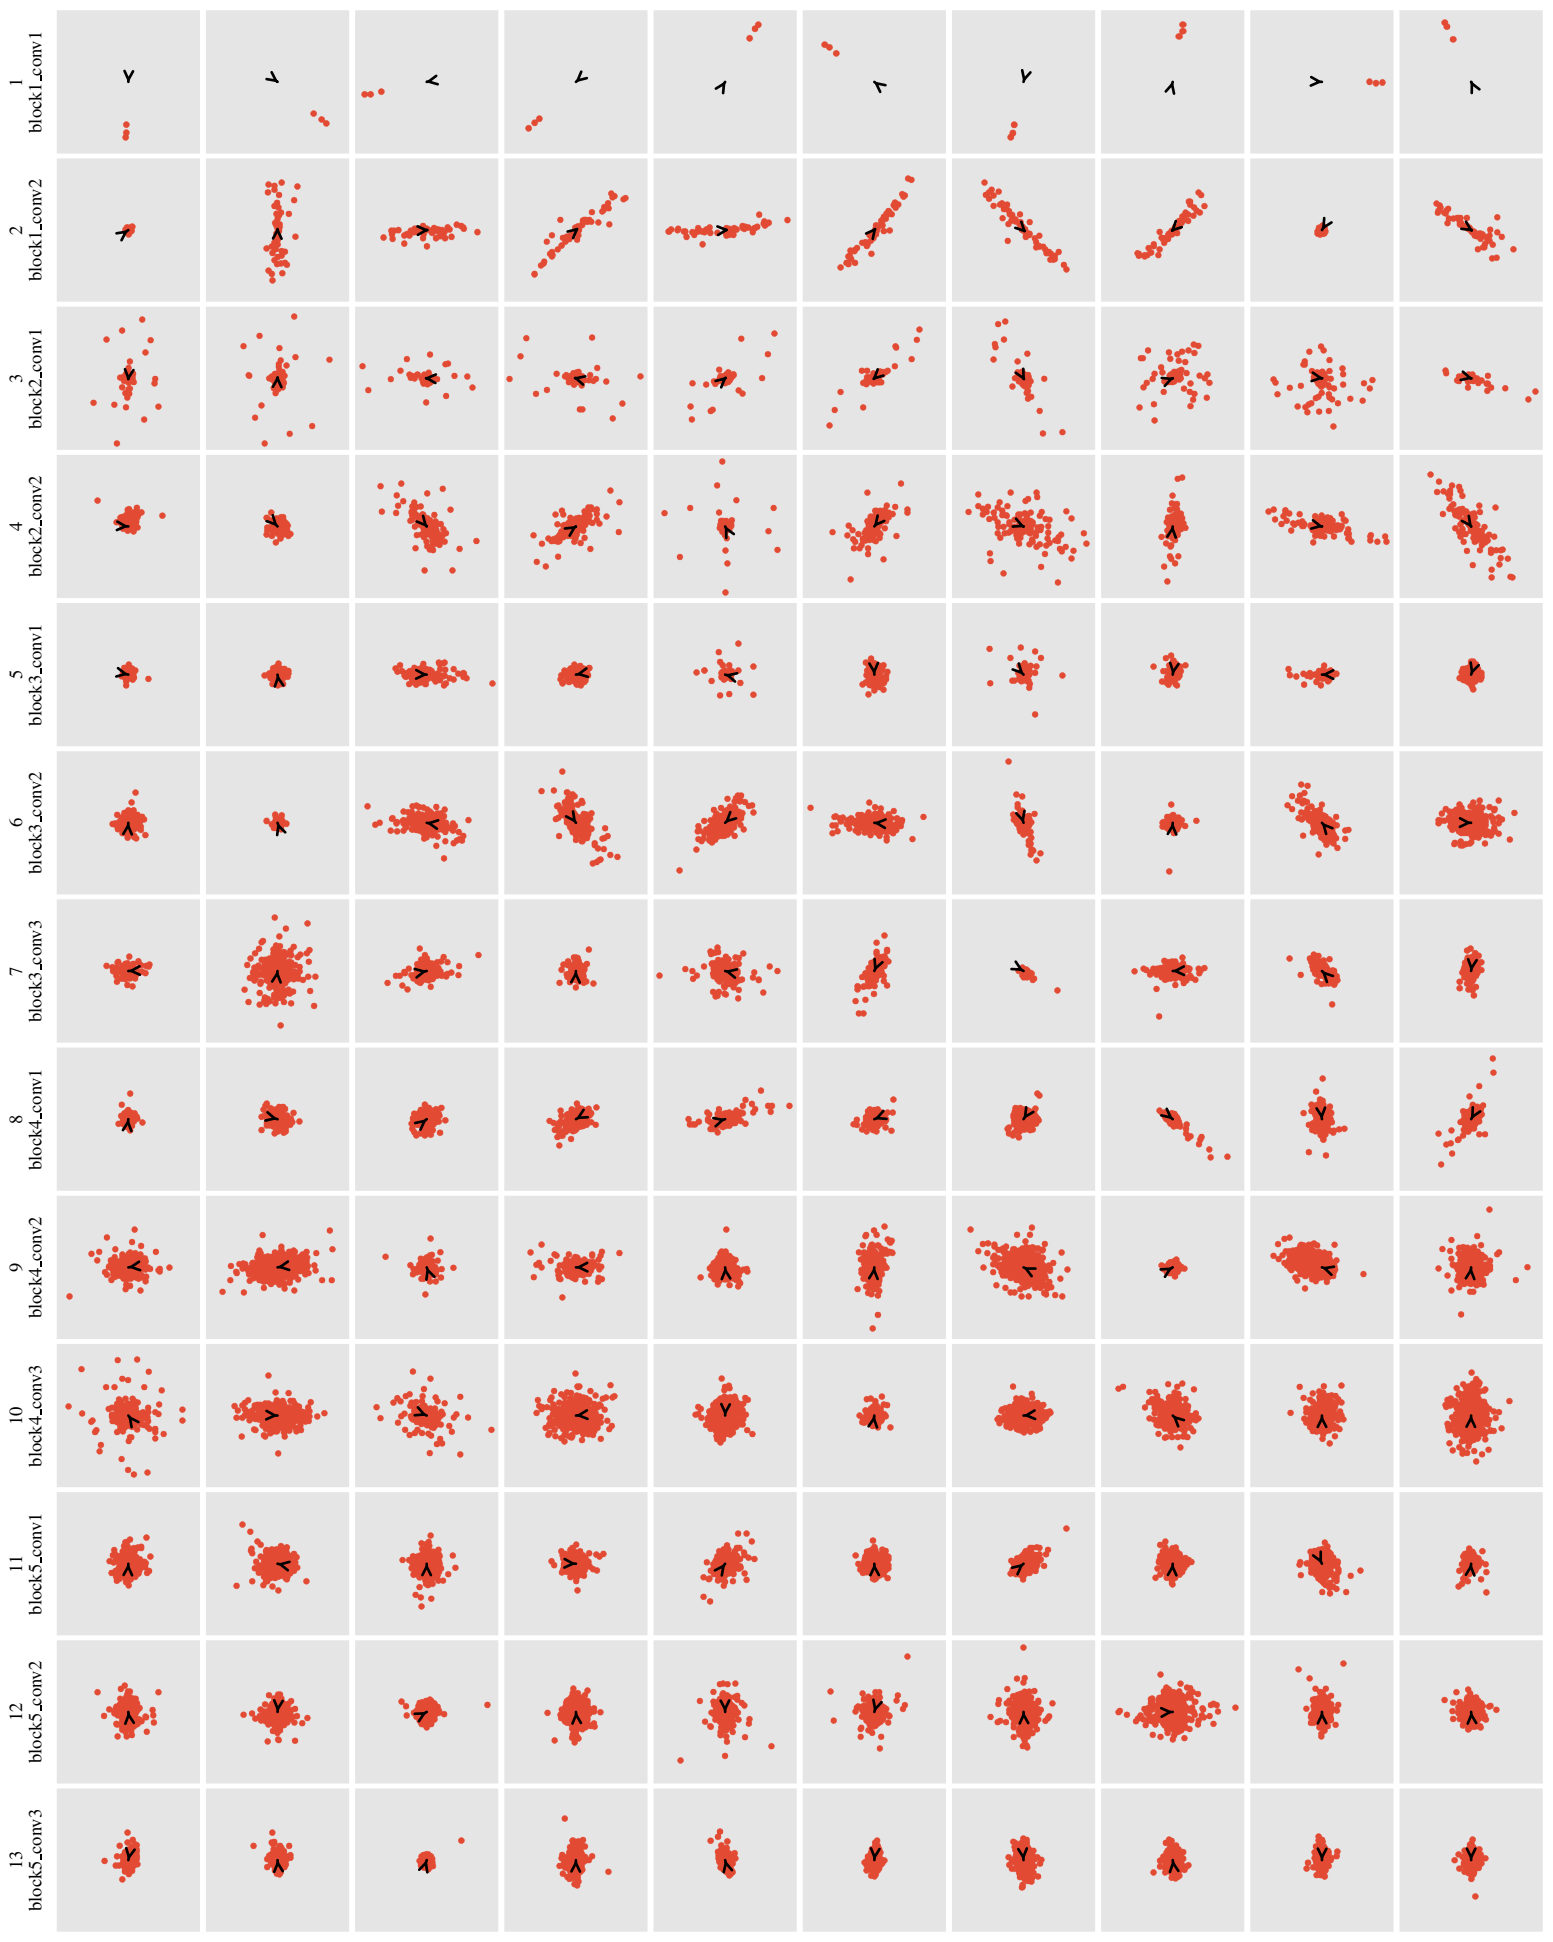 1
block1_conv1
2
block1_conv2
3
block2_conv1
4
block2_conv2
5
block3_conv1
6
block3_conv2
7
block3_conv3
8
block4_conv1
9
block4_conv2
10
block4_conv3
11
block5_conv1
12
block5_conv2
13
block5_conv3